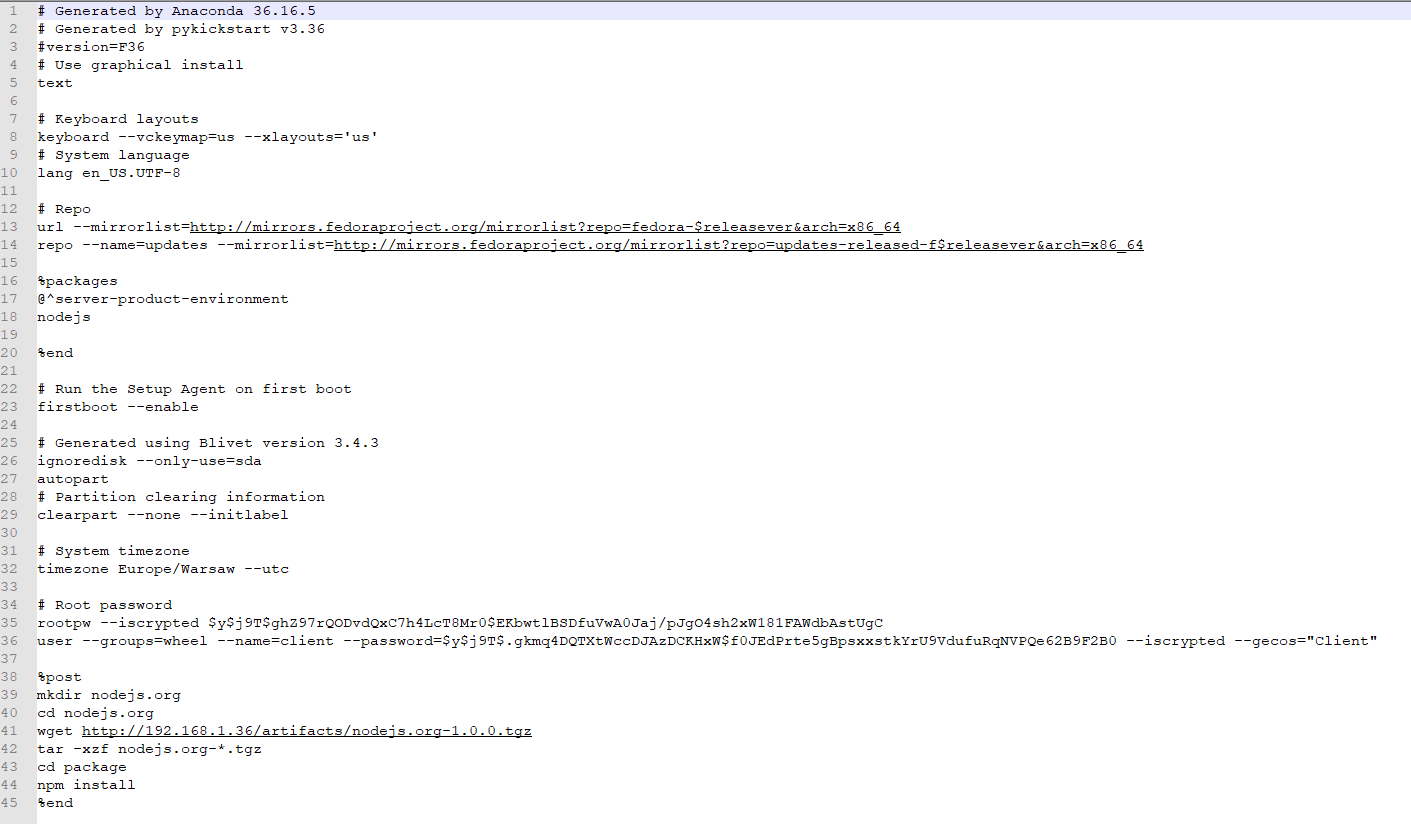 1 # Generated by Anaconda 36.16.5
2 # Generated by pykickstart v3.36
3 #version=F36
4 # Use graphical install
5 text
6
7 # Keyboard layouts
8 keyboard --vckeymap=us --xlayouts='us'
9 # System language
10 lang en_US.UTF-8
11
12 # Repo
13 url --mirrorlist=http://mirrors.fedoraproject.org/mirrorlist?repo=fedora-$releasever&arch=x86_64
14 repo --name=updates --mirrorlist=http://mirrors.fedoraproject.org/mirrorlist?repo=updates-released-f$releasever&arch=x86_64
15
16 %packages
17 @^server-product-environment
18 nodejs
19
20 %end
21
22 # Run the Setup Agent on first boot
23 firstboot --enable
24
25 # Generated using Blivet version 3.4.3
26 ignoredisk --only-use=sda
27 autopart
28 # Partition clearing information
29 clearpart --none --initlabel
30
31 # System timezone
32 timezone Europe/Warsaw --utc
33
34 # Root password
35 rootpw --iscrypted $y$j9T$ghZ97rQODvdQxC7h4LcT8Mr0$EKbwtlBSDfuVwA0Jaj/pJgO4sh2xW181FAWdbAstUgC
36 user --groups=wheel --name=client --password=$y$j9T$.gkmq4DQTXtWccDJAzDCKHxW$f0JEdPrte5gBpsxxstkYrU9VdufuRqNVPQe62B9F2B0 --iscrypted --gecos="Client"
37
38 %post
39 mkdir nodejs.org
40 cd nodejs.org
41 wget http://192.168.1.36/artifacts/nodejs.org-1.0.0.tgz
42 tar -xzf nodejs.org-*.tgz
43 cd package
44 npm install
45 %end